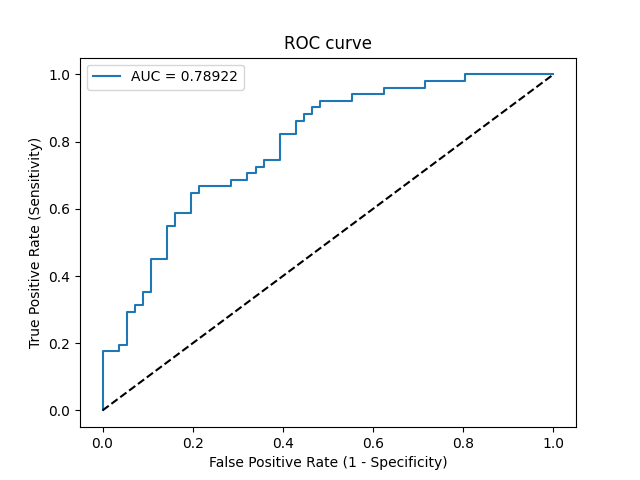 ROC curve
AUC = 0.78922
1.0
0.8
0.6
0.4
0.2
0.0
True Positive Rate (Sensitivity)
0.0 0.2 0.4 0.6 0.8 1.0
False Positive Rate (1 - Specificity)